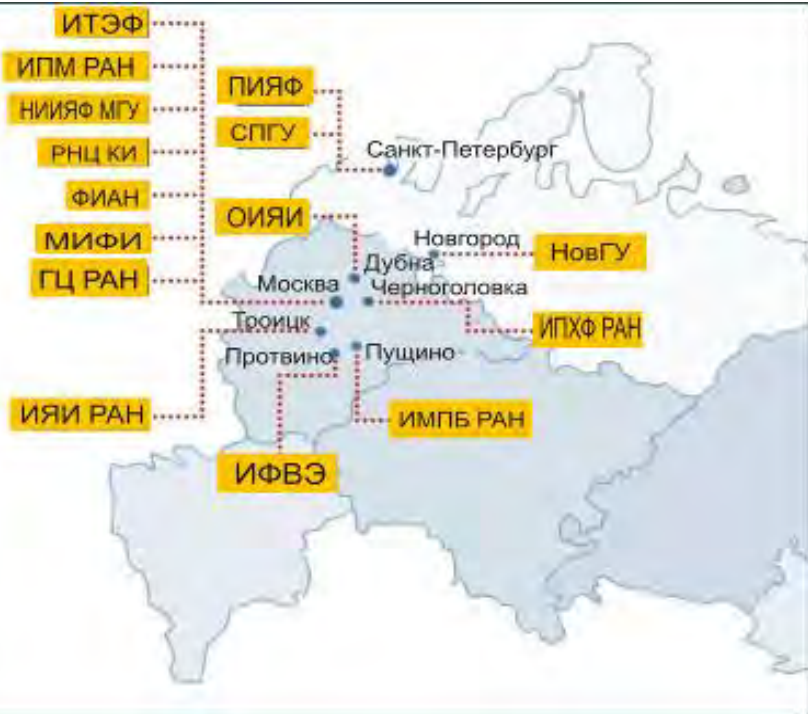 ИТЭФ
ИПМ РАН
НИИЯФ МГУ
РНЦ КИ
ФИАН
МИФИ
ГЦ РАН
ПИЯФ
СПГУ
Санкт-Петербург
ОИЯИ
Новгород
НовГУ
Дубна
Москва
Черноголовка
Троицк
ИПХФ РАН
Протвино
Пущино
ИЯИ РАН
ИМПБ РАН
ИФВЭ